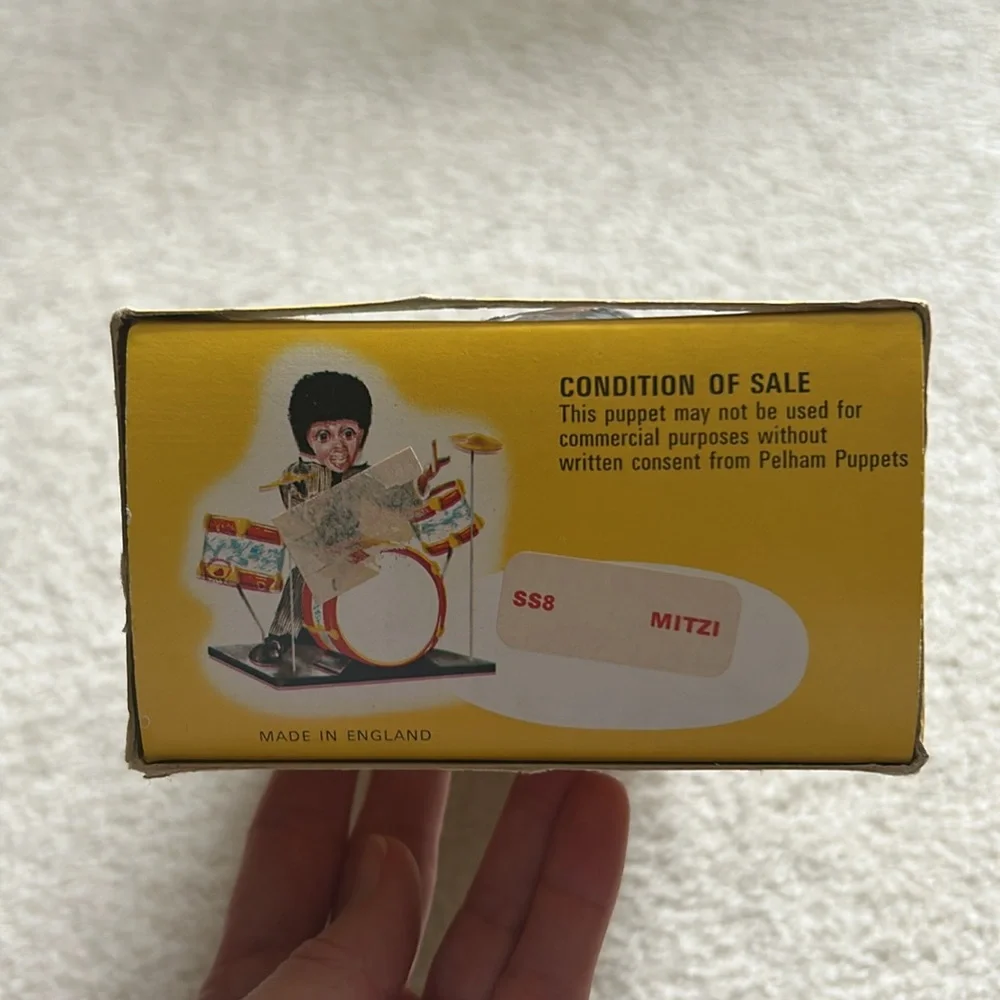 CONDITION OF SALE
This puppet may not be used for
commercial purposes without
written consent from Pelham Puppets
SS8 MITZI
MADE IN ENGLAND